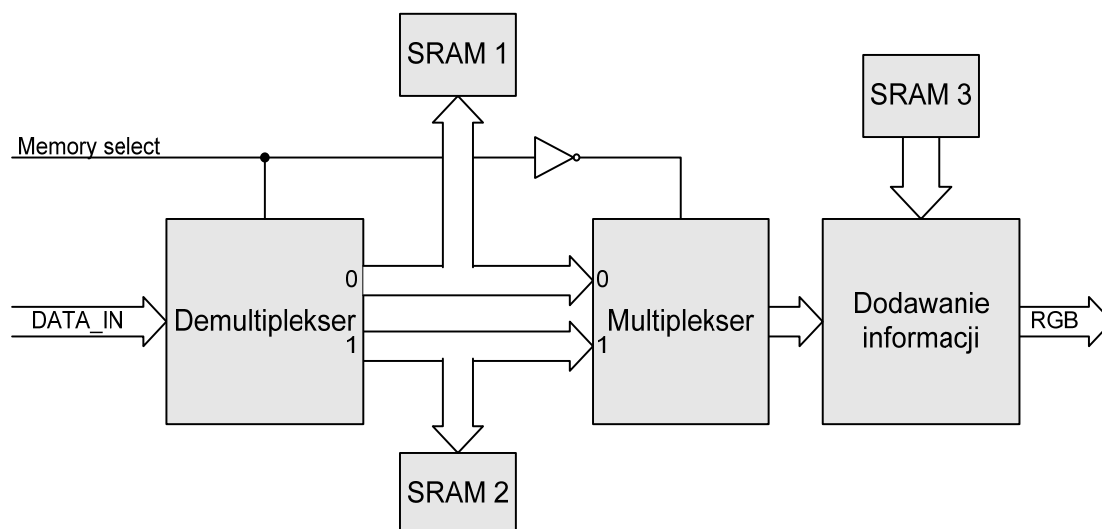 SRAM 1
SRAM 3
Memory select
0
0
DATA_IN
Demultiplekser
Multiplekser
Dodawanie
informacji
RGB
1
1
SRAM 2